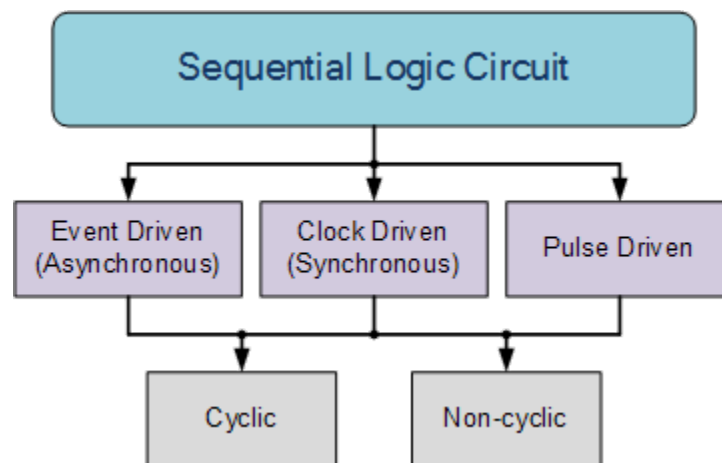 Sequential Logic Circuit
Event Driven
(Asynchronous)
Clock Driven
(Synchronous)
Pulse Driven
Cyclic
Non-cyclic